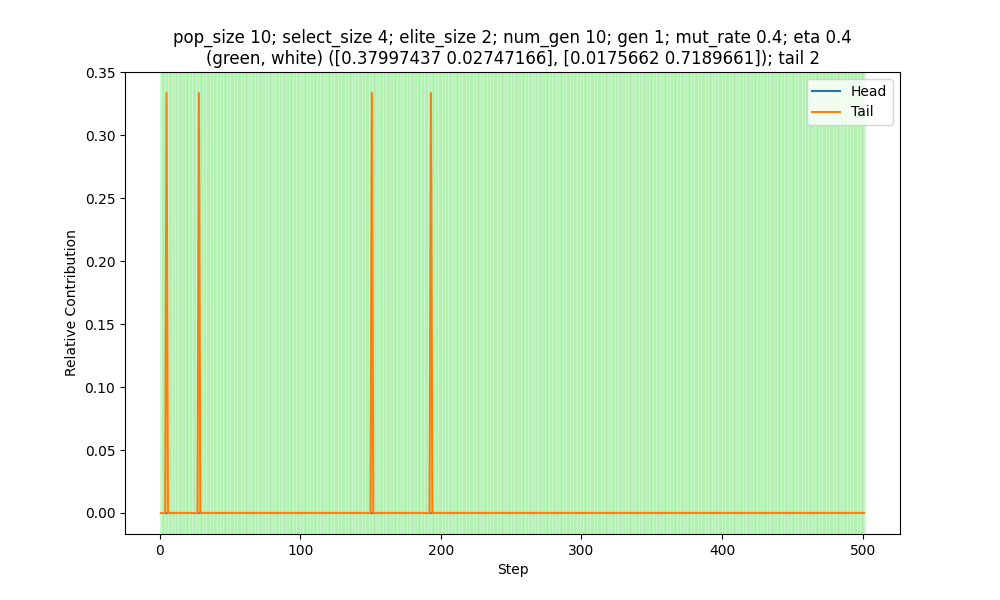 pop_size 10; select_size 4; elite_size 2; num_gen 10; gen 1; mut_rate 0.4; eta 0.4
(green, white) ([0.37997437 0.02747166], [0.0175662 0.7189661]); tail 2
Head
Tail
Relative Contribution
0.35
0.30
0.25
0.20
0.15
0.10
0.05
0.00
0 100 200 300 400 500
Step